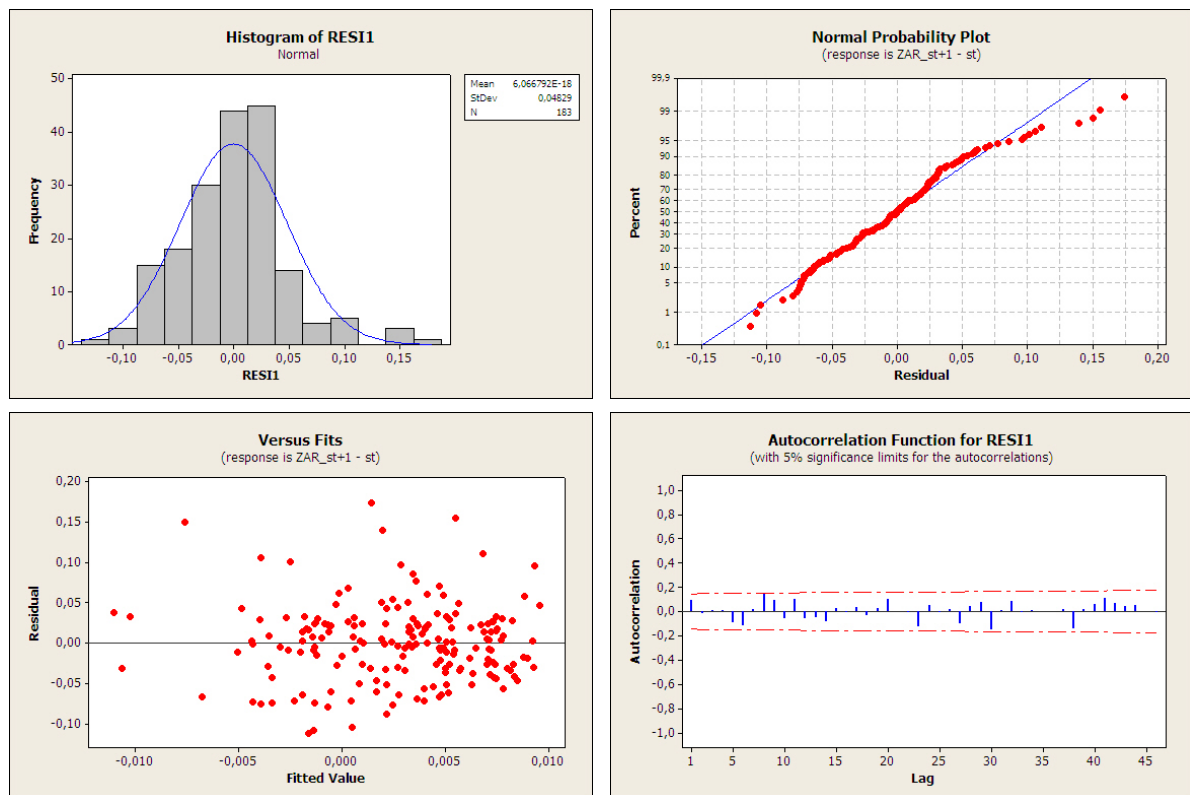 Histogram of RESI1
Normal
50
40
30
20
10
0
Frequency
-0,10 -0,05 0,00 0,05 0,10 0,15
RESI1
Mean 6,066792E-18
StDev 0,04829
N 183
Normal Probability Plot
(response is ZAR_st+1 - st)
99,9
99
95
90
80
70
60
50
40
30
20
10
5
1
0,1
Percent
-0,15 -0,10 -0,05 0,00 0,05 0,10 0,15 0,20
Residual
Versus Fits
(response is ZAR_st+1 - st)
0,20
0,15
0,10
0,05
0,00
-0,05
-0,10
Residual
-0,010 -0,005 0,000 0,005 0,010
Fitted Value
Autocorrelation Function for RESI1
(with 5% significance limits for the autocorrelations)
1,0
0,8
0,6
0,4
0,2
0,0
-0,2
-0,4
-0,6
-0,8
-1,0
Autocorrelation
1 5 10 15 20 25 30 35 40 45
Lag